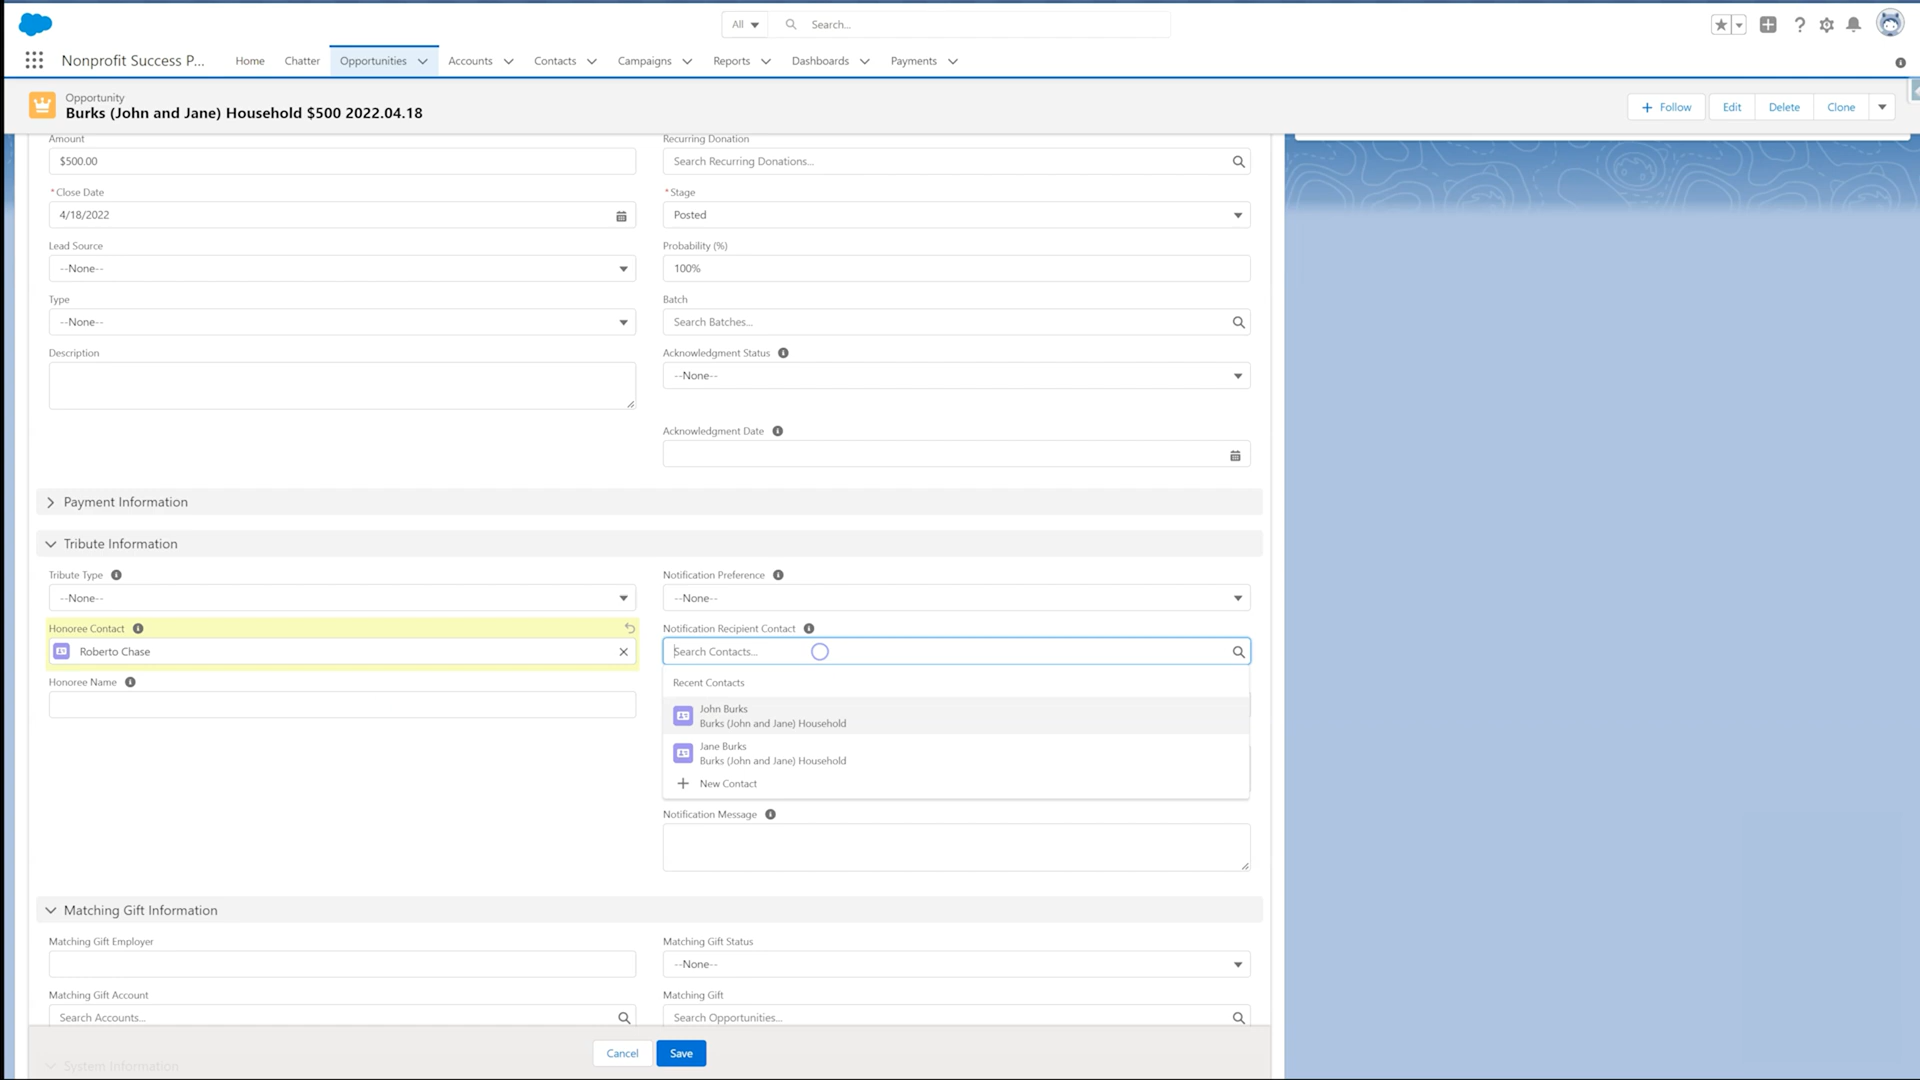 All
Search...
Nonprofit Success P...
Home
Chatter
Opportunities
Accounts
Contacts
Campaigns
Reports
Dashboards
Payments
Opportunity
Burks (John and Jane) Household $500 2022.04.18
Follow
Edit
Delete
Clone
Amount
$500.00
Recurring Donation
Search Recurring Donations...
*Close Date
4/18/2022
*Stage
Posted
Lead Source
--None--
Probability (%)
100%
Type
--None--
Batch
Search Batches...
Description
Acknowledgment Status
--None--
Acknowledgment Date
Payment Information
Tribute Information
Tribute Type
--None--
Notification Preference
--None--
Honoree Contact
Roberto Chase
Notification Recipient Contact
Search Contacts...
Honoree Name
Recent Contacts
John Burks
Burks (John and Jane) Household
Jane Burks
Burks (John and Jane) Household
New Contact
Notification Message
Matching Gift Information
Matching Gift Employer
Matching Gift Status
--None--
Matching Gift Account
Search Accounts...
Matching Gift
Search Opportunities...
Cancel
Save
System Information